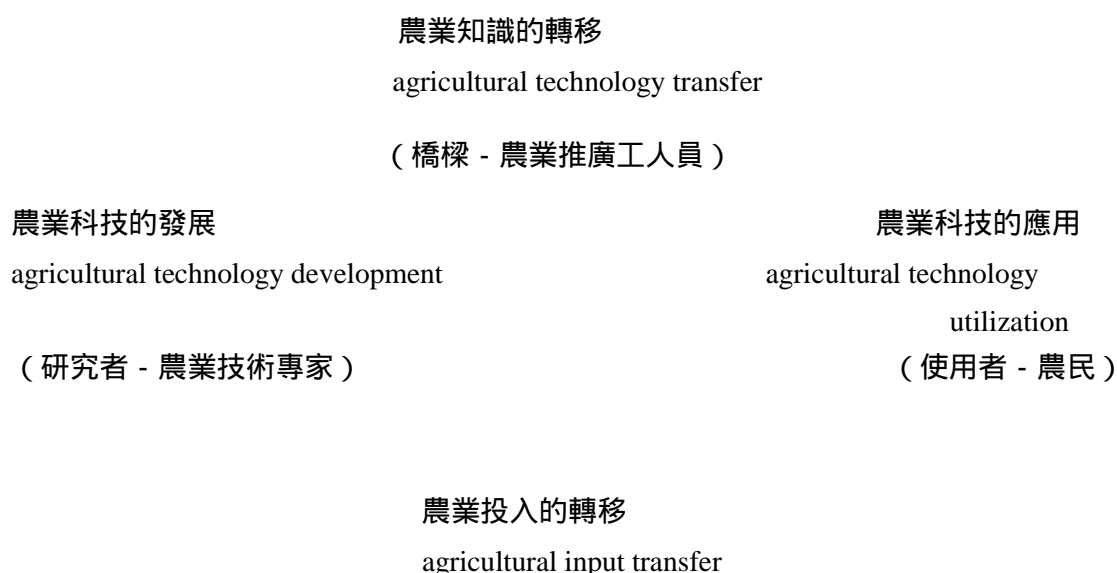 農業知識的轉移
agricultural technology transfer
（橋樑－農業推廣工人員）
農業科技的發展
農業科技的應用
agricultural technology development
agricultural technology
utilization
（研究者－農業技術專家）
（使用者－農民）
農業投入的轉移
agricultural input transfer